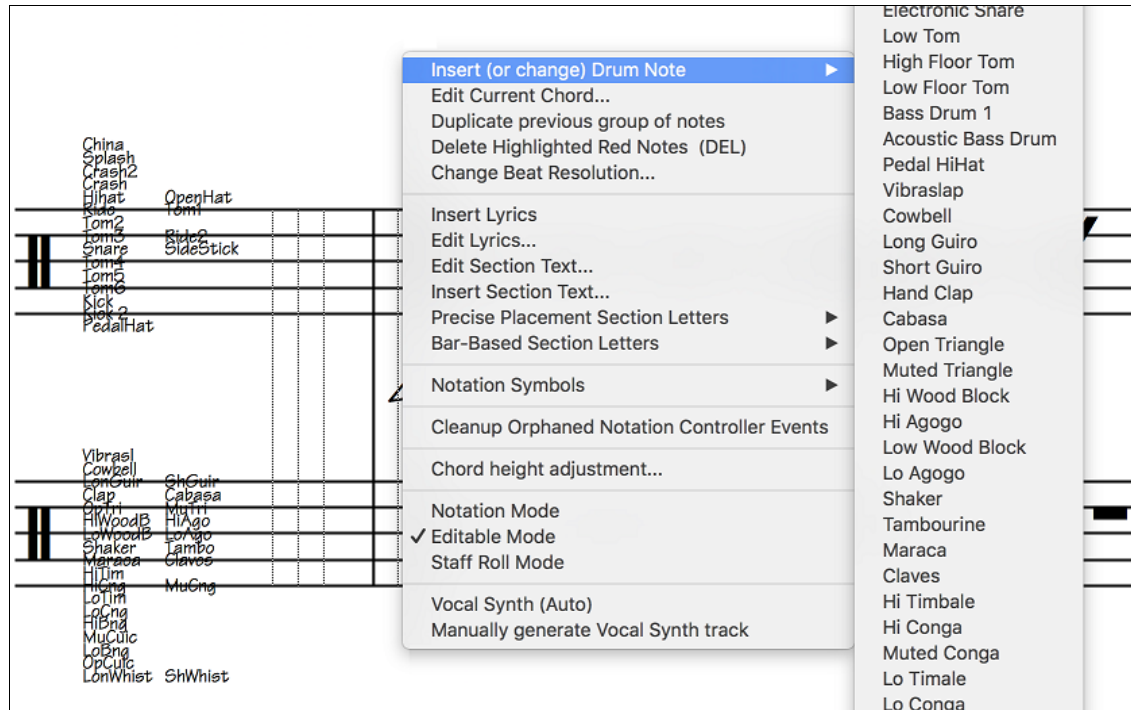 China
Splash
Crash2
Crash
Hihat OpenHat
Ride Tom1
Tom2
Tom3 Ride2
Snare SideStick
Tom4
Tom5
Tom6
Kick
Kick 2
PedalHat
Vibrasl
Cowbell
LonGuir ShGuir
Clap Cabasa
OpTri MuTri
HiWoodB HiAgo
LoWoodB LoAgo
Shaker Tambo
Maraca Claves
HiTim
HiCng MuCng
LoTim
LoCng
HiBng
MuCuic
LoBng
OpCuic
LonWhist ShWhist
Insert (or change) Drum Note
Edit Current Chord...
Duplicate previous group of notes
Delete Highlighted Red Notes (DEL)
Change Beat Resolution...
Insert Lyrics
Edit Lyrics...
Edit Section Text...
Insert Section Text...
Precise Placement Section Letters
Bar-Based Section Letters
Notation Symbols
Cleanup Orphaned Notation Controller Events
Chord height adjustment...
Notation Mode
✓ Editable Mode
Staff Roll Mode
Vocal Synth (Auto)
Manually generate Vocal Synth track
Electronic Snare
Low Tom
High Floor Tom
Low Floor Tom
Bass Drum 1
Acoustic Bass Drum
Pedal HiHat
Vibraslap
Cowbell
Long Guiro
Short Guiro
Hand Clap
Cabasa
Open Triangle
Muted Triangle
Hi Wood Block
Hi Agogo
Low Wood Block
Lo Agogo
Shaker
Tambourine
Maraca
Claves
Hi Timbale
Hi Conga
Muted Conga
Lo Timale
Lo Conga